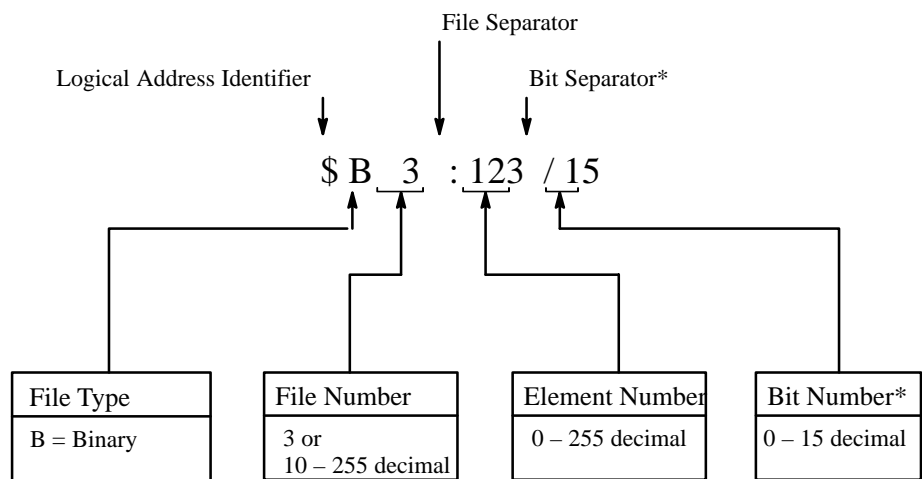 File Separator
Logical Address Identifier
Bit Separator*
$ B 3 : 123 / 15
File Type
B = Binary
File Number
3 or
10 – 255 decimal
Element Number
0 – 255 decimal
Bit Number*
0 – 15 decimal